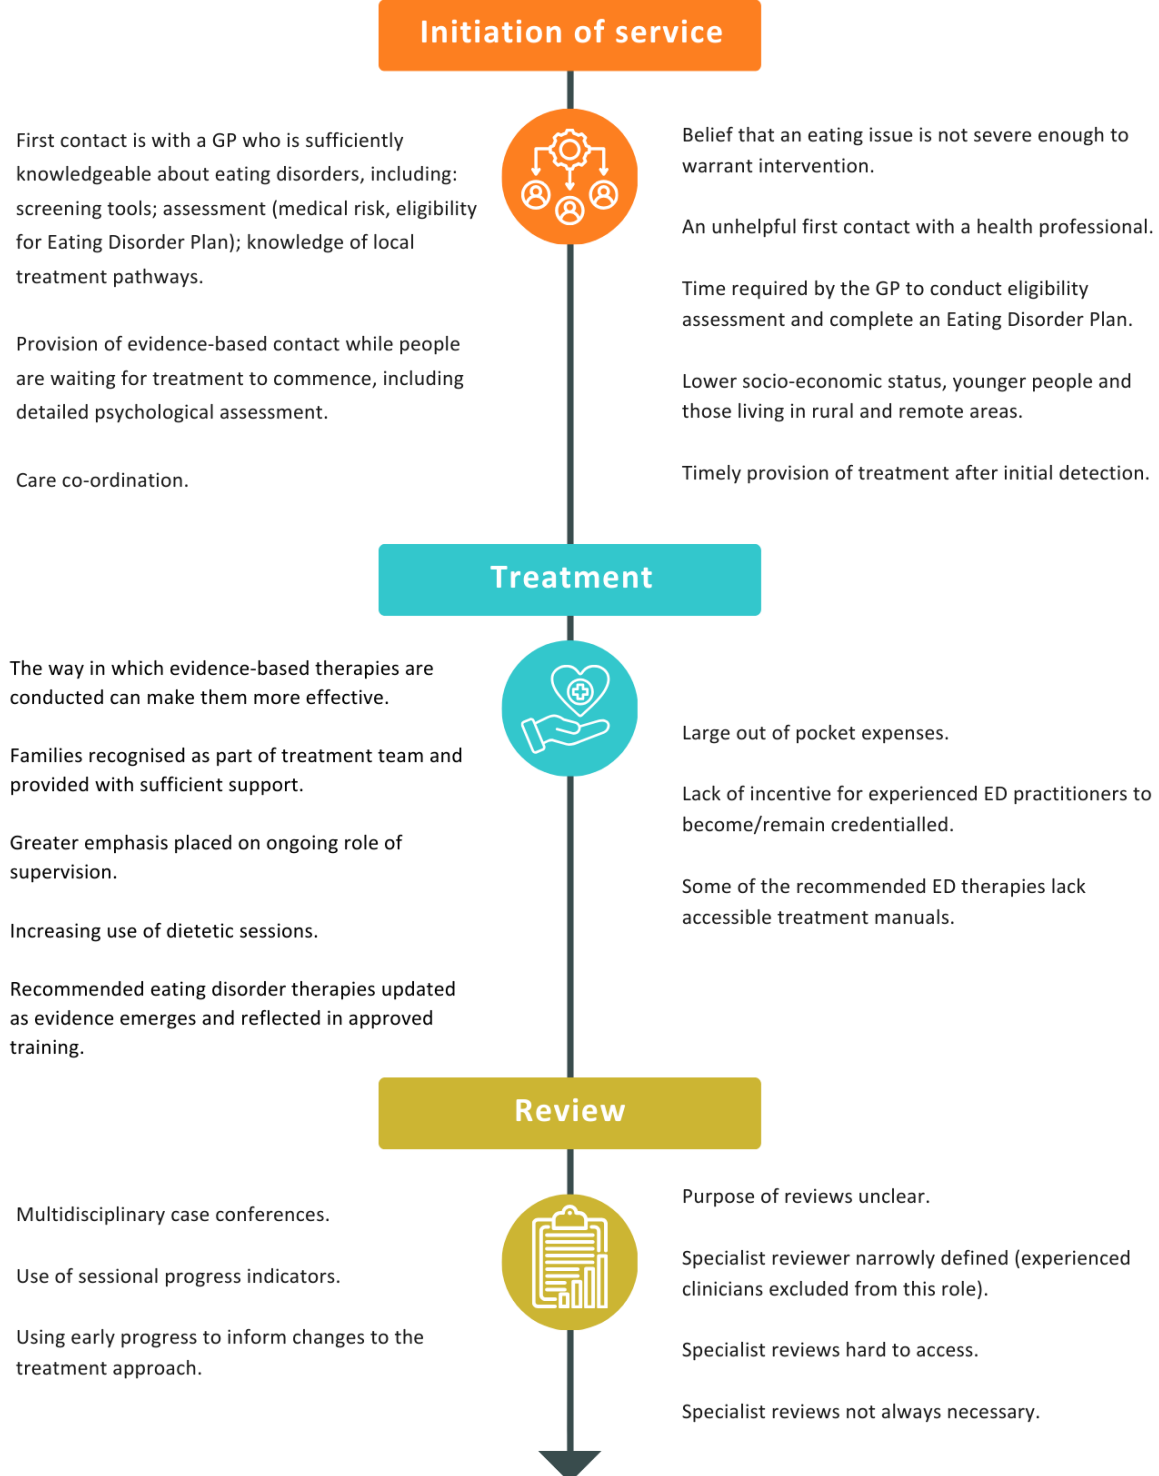 Initiation of service
First contact is with a GP who is sufficiently
knowledgeable about eating disorders, including:
screening tools; assessment (medical risk, eligibility
for Eating Disorder Plan); knowledge of local
treatment pathways.
Provision of evidence-based contact while people
are waiting for treatment to commence, including
detailed psychological assessment.
Care co-ordination.
Belief that an eating issue is not severe enough to
warrant intervention.
An unhelpful first contact with a health professional.
Time required by the GP to conduct eligibility
assessment and complete an Eating Disorder Plan.
Lower socio-economic status, younger people and
those living in rural and remote areas.
Timely provision of treatment after initial detection.
Treatment
The way in which evidence-based therapies are
conducted can make them more effective.
Families recognised as part of treatment team and
provided with sufficient support.
Greater emphasis placed on ongoing role of
supervision.
Increasing use of dietetic sessions.
Recommended eating disorder therapies updated
as evidence emerges and reflected in approved
training.
Large out of pocket expenses.
Lack of incentive for experienced ED practitioners to
become/remain credentialled.
Some of the recommended ED therapies lack
accessible treatment manuals.
Review
Multidisciplinary case conferences.
Use of sessional progress indicators.
Using early progress to inform changes to the
treatment approach.
Purpose of reviews unclear.
Specialist reviewer narrowly defined (experienced
clinicians excluded from this role).
Specialist reviews hard to access.
Specialist reviews not always necessary.